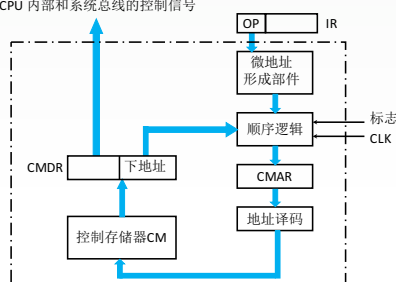 CPU 内部和系统总线的控制信号
OP
IR
微地址
形成部件
顺序逻辑
标志
CLK
CMDR
下地址
CMAR
地址译码
控制存储器CM